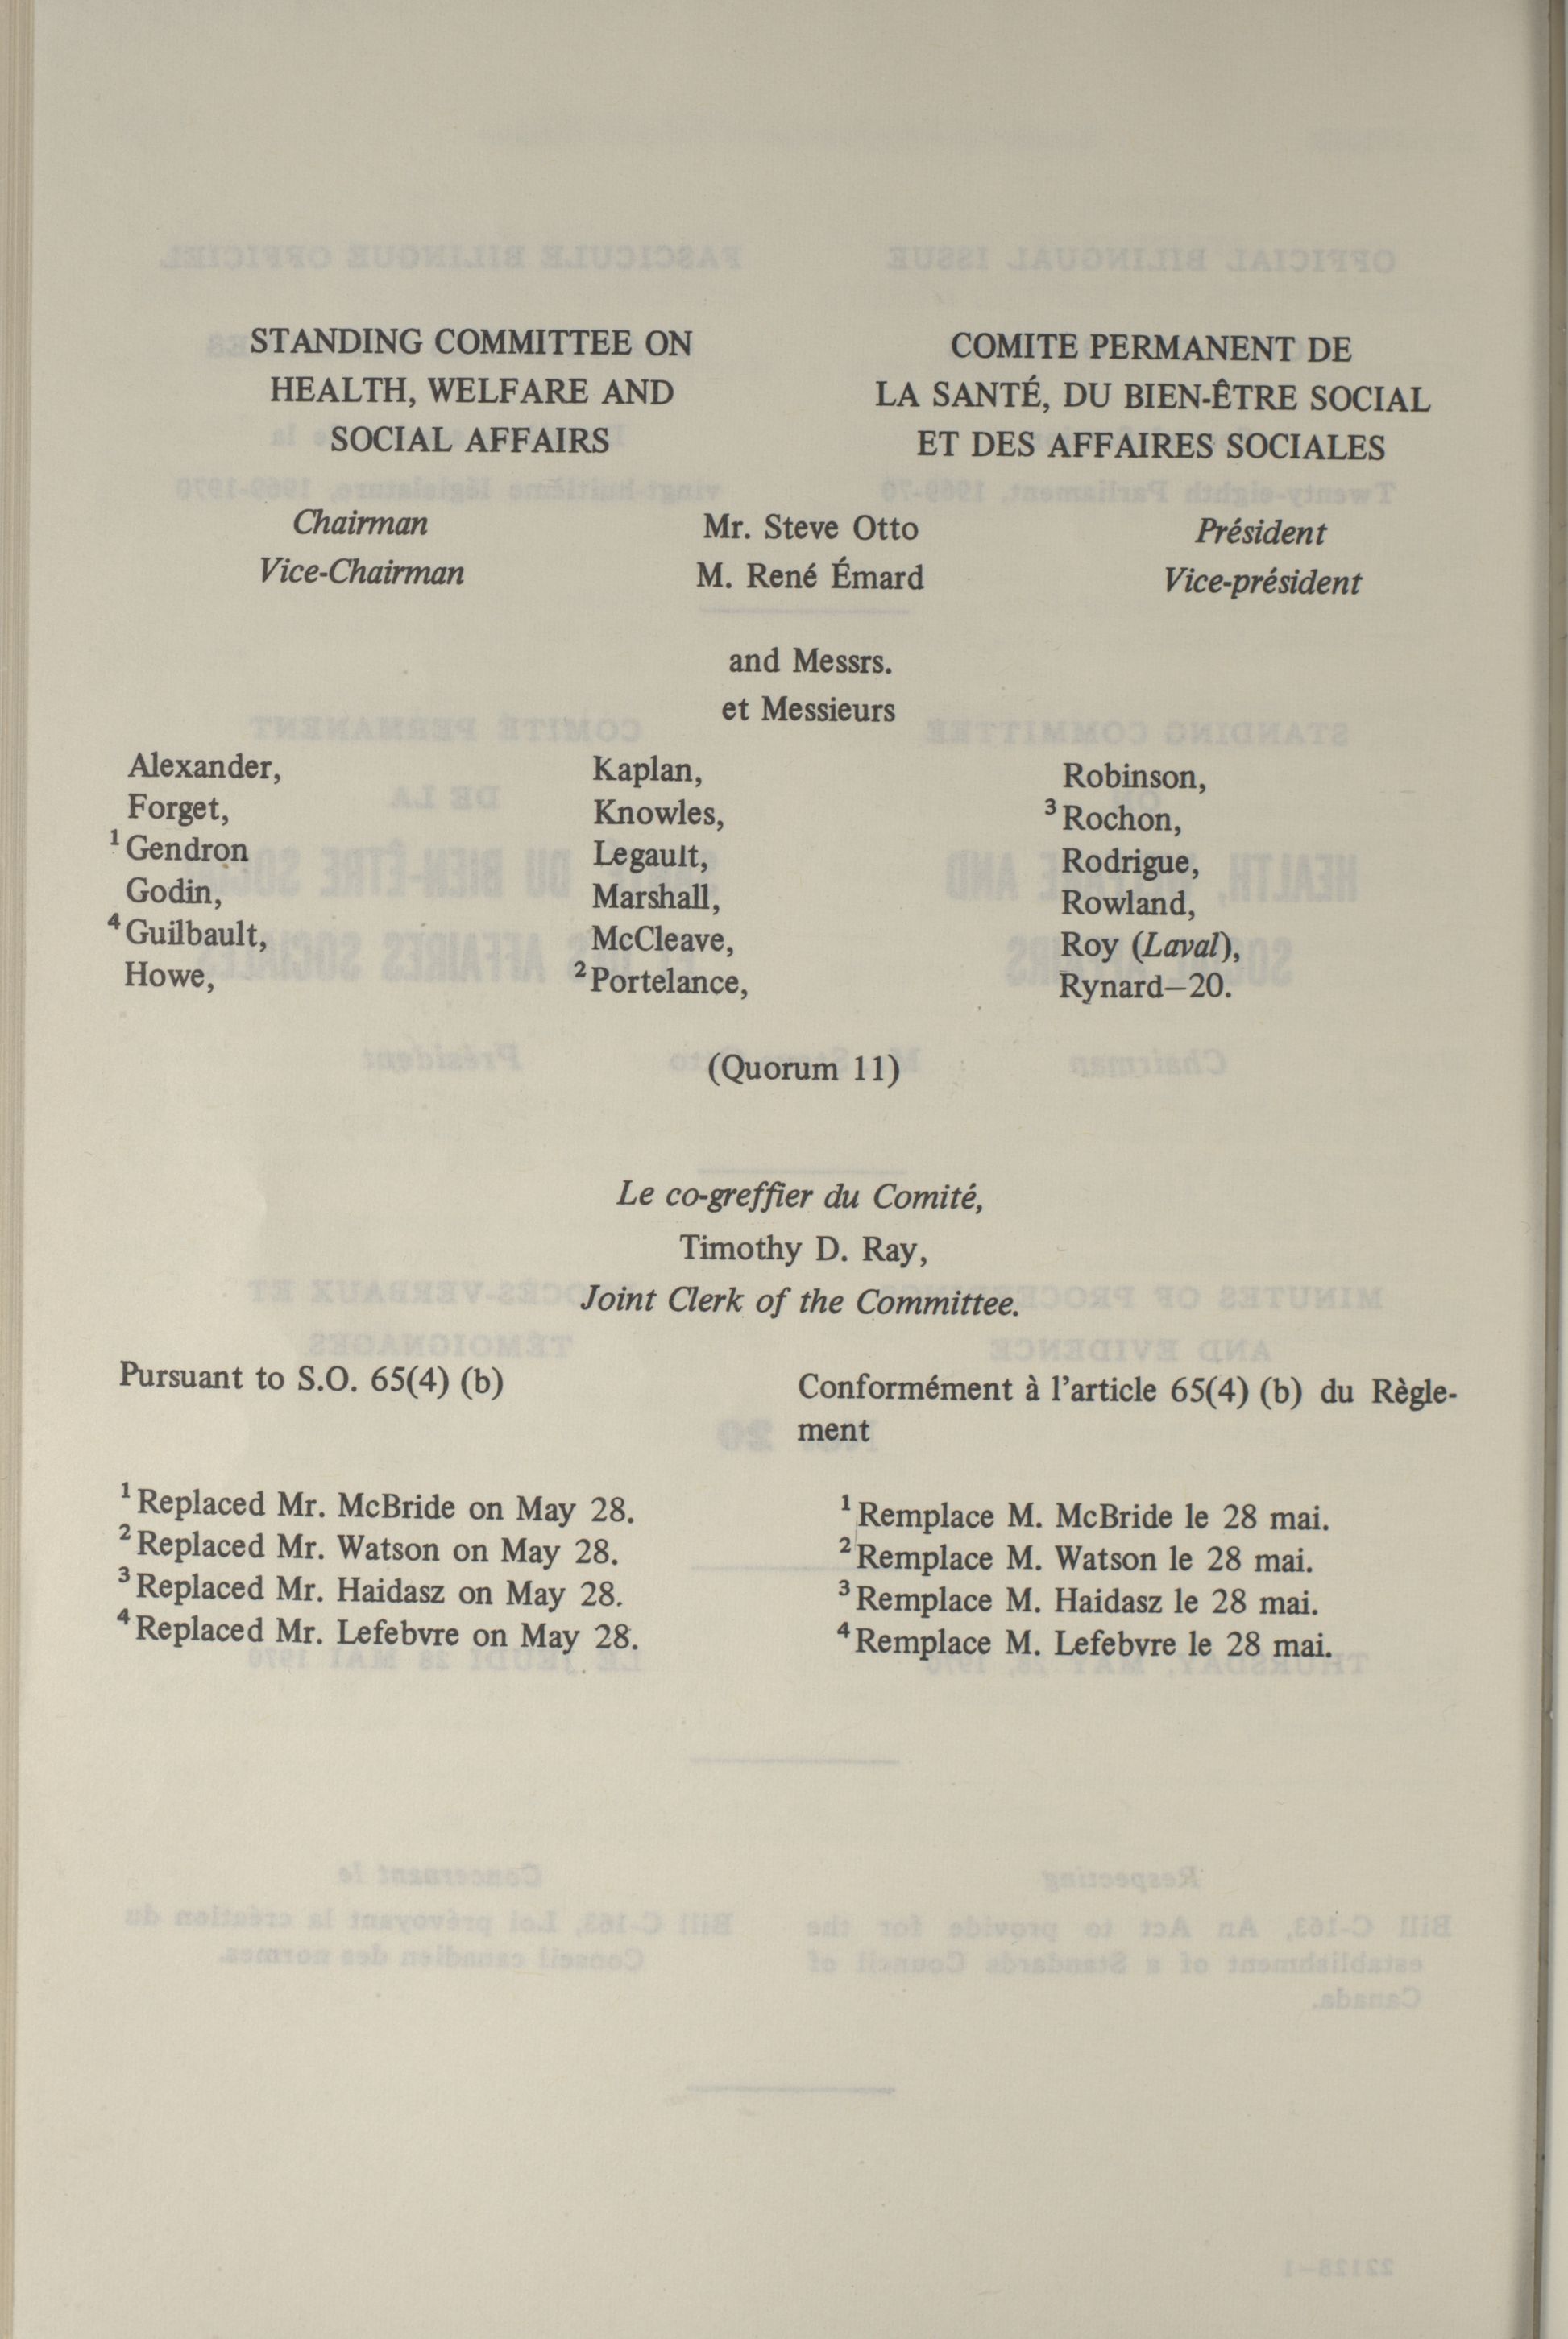 STANDING COMMITTEE ON
HEALTH, WELFARE AND
SOCIAL AFFAIRS
COMITE PERMANENT DE
LA SANTÉ, DU BIEN-ÊTRE SOCIAL
ET DES AFFAIRES SOCIALES
Chairman Mr. Steve Otto Président
Vice-Chairman M. René Émard Vice-président
and Messrs.
et Messieurs
Alexander,
Forget,
¹Gendron
Godin,
⁴Guilbault,
Howe,
Kaplan,
Knowles,
Legault,
Marshall,
McCleave,
²Portelance,
Robinson,
³Rochon,
Rodrigue,
Rowland,
Roy (Laval),
Rynard—20.
(Quorum 11)
Le co-greffier du Comité,
Timothy D. Ray,
Joint Clerk of the Committee.
Pursuant to S.O. 65(4) (b)
¹Replaced Mr. McBride on May 28.
²Replaced Mr. Watson on May 28.
³Replaced Mr. Haidasz on May 28.
⁴Replaced Mr. Lefebvre on May 28.
Conformément à l'article 65(4) (b) du Règle-
ment
¹Remplace M. McBride le 28 mai.
²Remplace M. Watson le 28 mai.
³Remplace M. Haidasz le 28 mai.
⁴Remplace M. Lefebvre le 28 mai.